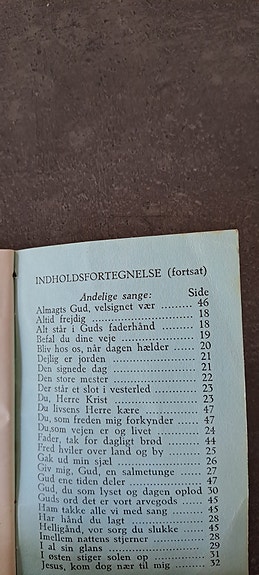 INDHOLDSFORTEGNELSE (fortsat)
Andelige sange: Side
Almagts Gud, velsignet vær ........ 46
Altid frejdig ........ 18
Alt står i Guds faderhånd ........ 18
Befal du dine veje ........ 19
Bliv hos os, når dagen hælder ........ 20
Dejlig er jorden ........ 21
Den signede dag ........ 21
Den store mester ........ 22
Der står et slot i vesterled ........ 23
Du, Herre Krist ........ 23
Du livsens Herre kære ........ 47
Du, som freden mig forkynder ........ 47
Du,som vejen er og livet ........ 24
Fader, tak for dagligt brød ........ 44
Fred hviler over land og by ........ 25
Gak ud min sjæl ........ 26
Giv mig, Gud, en salmetunge ........ 27
Gud ene tiden deler ........ 47
Gud, du som lyset og dagen oplod 30
Guds ord det er vort arvegods ........ 45
Ham takke alle vi med sang ........ 45
Har hånd du lagt ........ 28
Helligånd, vor sorg du slukke ........ 45
Imellem nattens stjerner ........ 28
I al sin glans ........ 29
I østen stiger solen op ........ 31
Jesus, kom dog nær til mig ........ 32